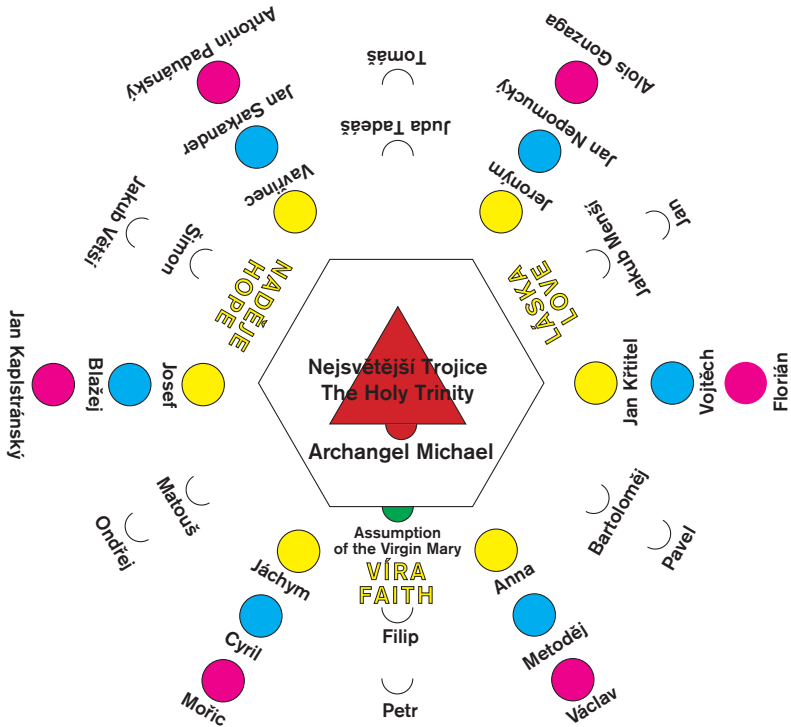 Antonín Paduánský
Tomáš
Alois Gonzaga
Jan Sarkander
Juda Tadeáš
Jan Nepomucký
Vavřinec
Jeroným
Jakub Větší
Šimon
Jakub Menší
Jan
NADĚJE
HOPE
LÁSKA
LOVE
Jan Kapistránský
Blažej
Josef
Nejsvětější Trojice
The Holy Trinity
Archangel Michael
Jan Křtitel
Vojtěch
Florián
Matouš
Ondřej
Bartoloměj
Pavel
Assumption
of the Virgin Mary
VÍRA
FAITH
Jáchym
Anna
Cyril
Filip
Metoděj
Mořic
Petr
Václav